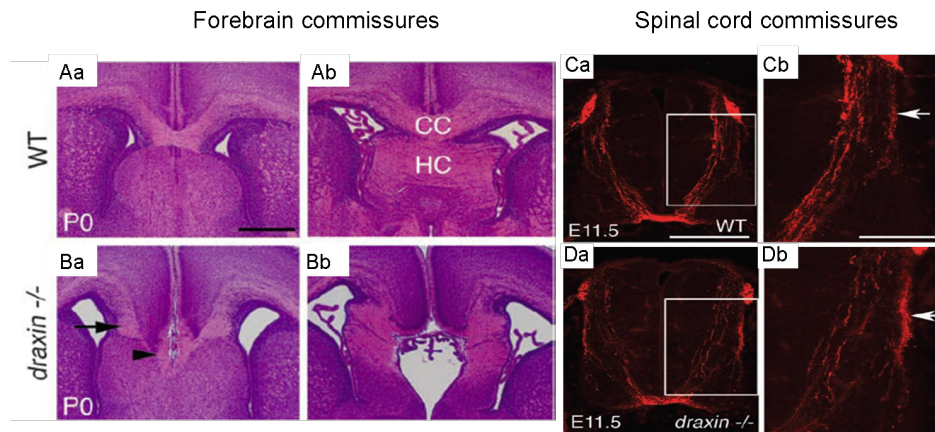 Forebrain commissures
Spinal cord commissures
Aa
Ab
Ca
Cb
WT
CC
HC
P0
E11.5
WT
Ba
Bb
Da
Db
draxin -/-
P0
E11.5
draxin -/-